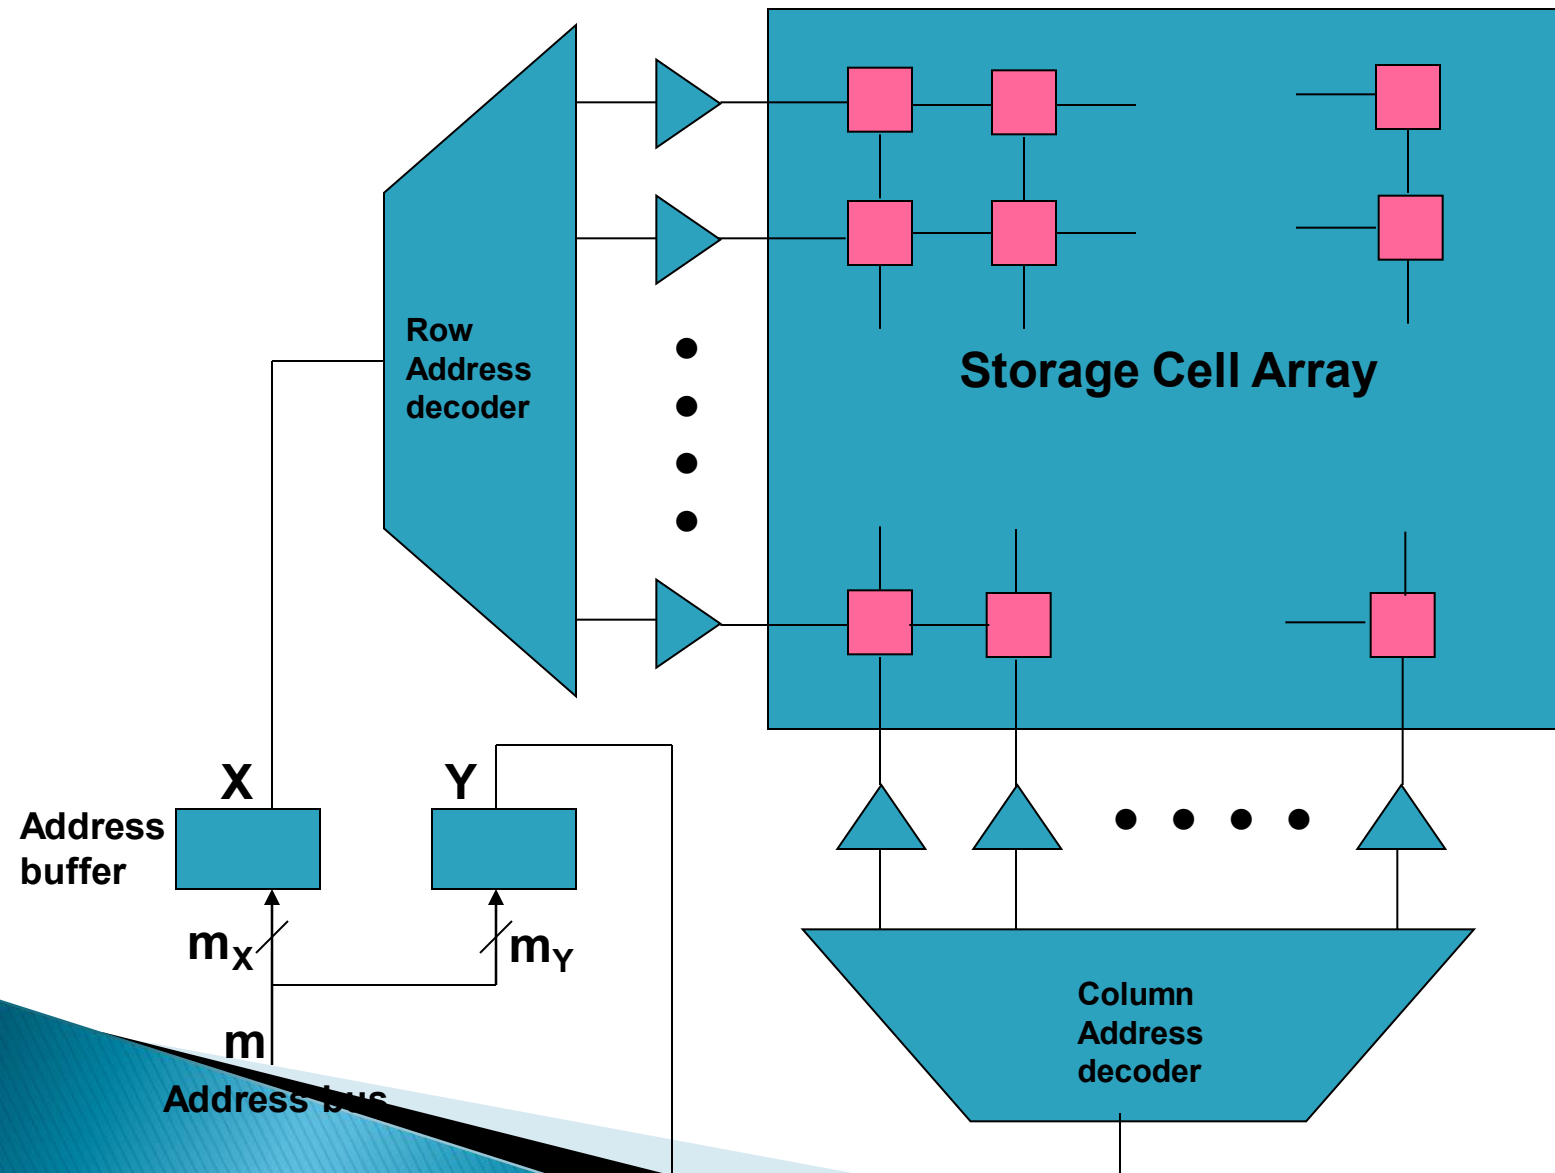 Row
Address
decoder
Storage Cell Array
X
Y
Address
buffer
mX
mY
m
Address bus
Column
Address
decoder